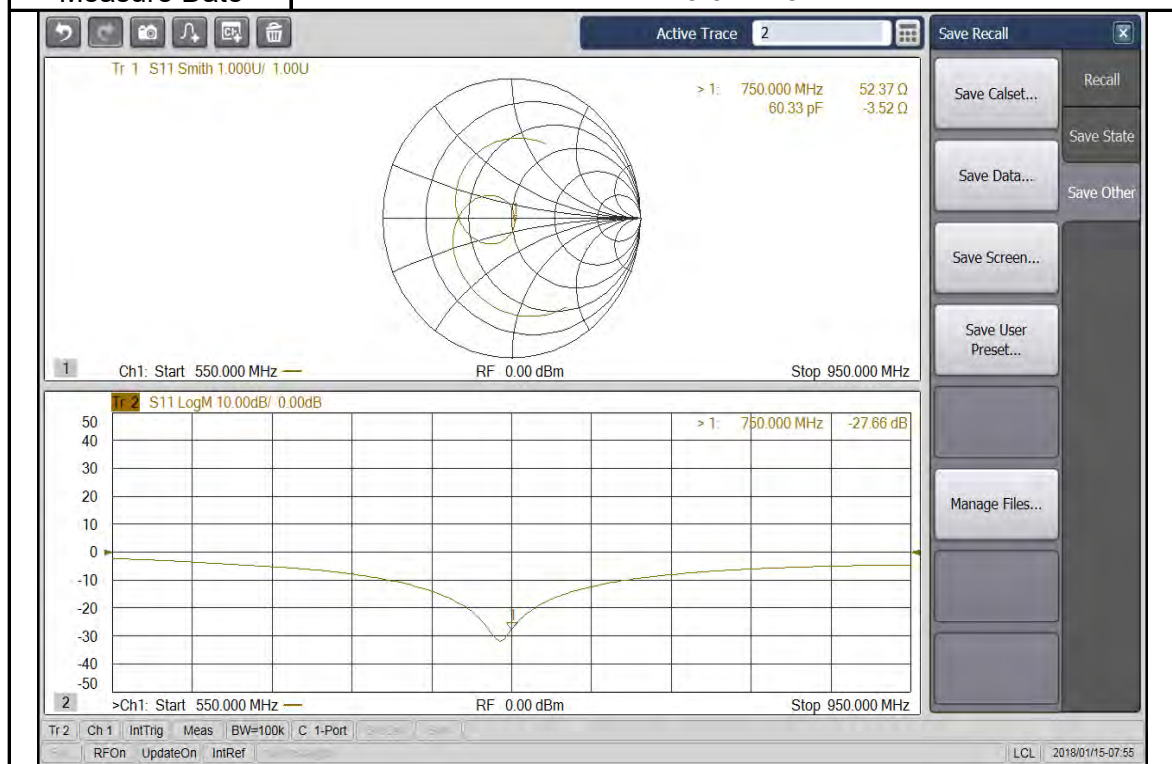 Measure Date
Active Trace 2
Save Recall
Tr 1 S11 Smith 1.000U/ 1.00U
> 1: 750.000 MHz 52.37 Ω
60.33 pF -3.52 Ω
1
Ch1: Start 550.000 MHz — RF 0.00 dBm Stop 950.000 MHz
Tr 2 S11 LogM 10.00dB/ 0.00dB
> 1: 750.000 MHz -27.66 dB
50
40
30
20
10
0
-10
-20
-30
-40
-50
1
2
>Ch1: Start 550.000 MHz — RF 0.00 dBm Stop 950.000 MHz
Save Calset...
Save Data...
Save Screen...
Save User
Preset...
Manage Files...
Recall
Save State
Save Other
Tr 2 Ch 1 IntTrig Meas BW=100k C 1-Port
RFOn UpdateOn IntRef
LCL 2018/01/15-07:55